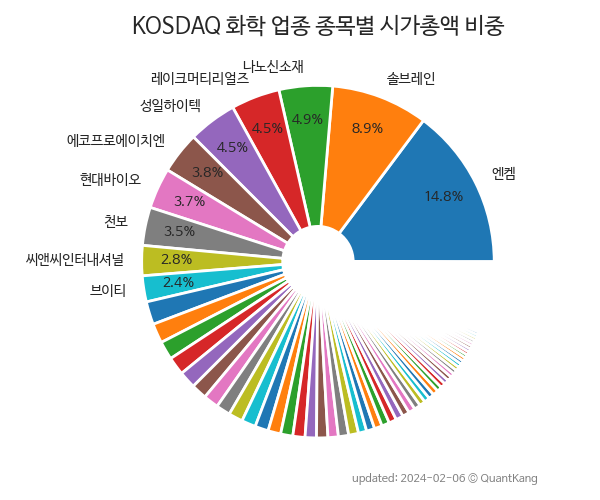 KOSDAQ 화학 업종 종목별 시가총액 비중
나노신소재
레이크머티리얼즈
솔브레인
성일하이텍
에코프로에이치엔
현대바이오
엔켐
천보
씨앤씨인터내셔널
브이티
4.9%
8.9%
4.5%
4.5%
3.8%
14.8%
3.7%
3.5%
2.8%
2.4%
updated: 2024-02-06 © QuantKang